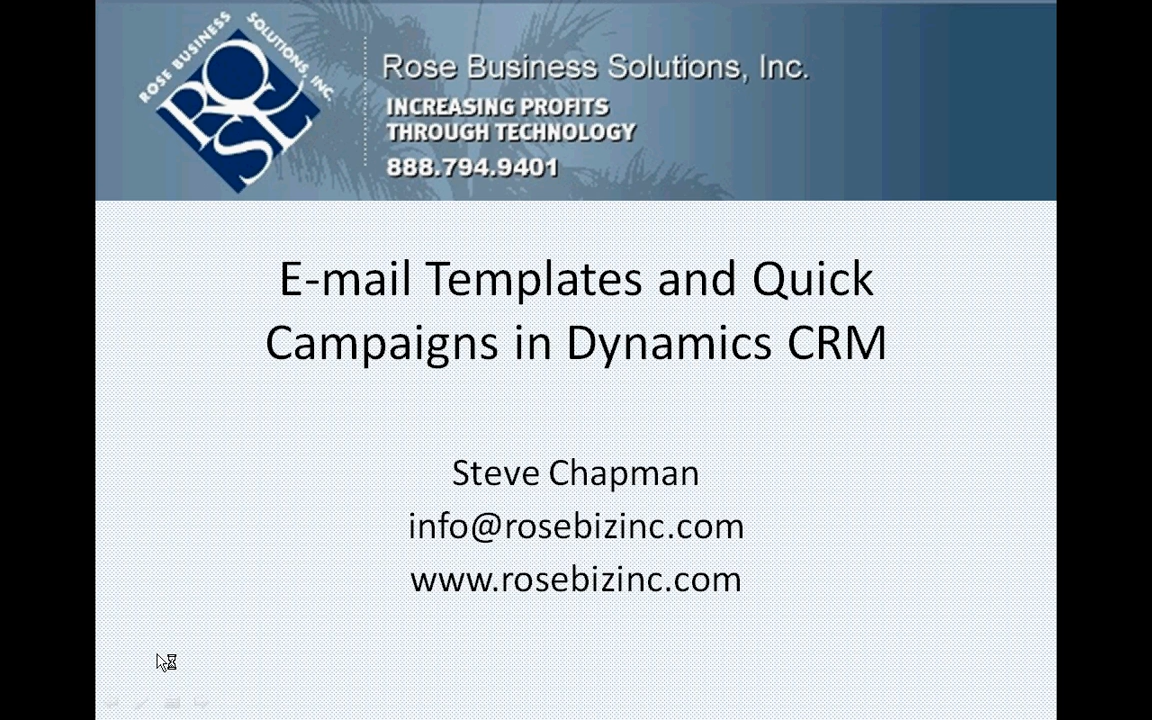 ROSE BUSINESS SOLUTIONS, INC.
ROSE
Rose Business Solutions, Inc.
INCREASING PROFITS
THROUGH TECHNOLOGY
888.794.9401
E-mail Templates and Quick
Campaigns in Dynamics CRM
Steve Chapman
info@rosebizinc.com
www.rosebizinc.com